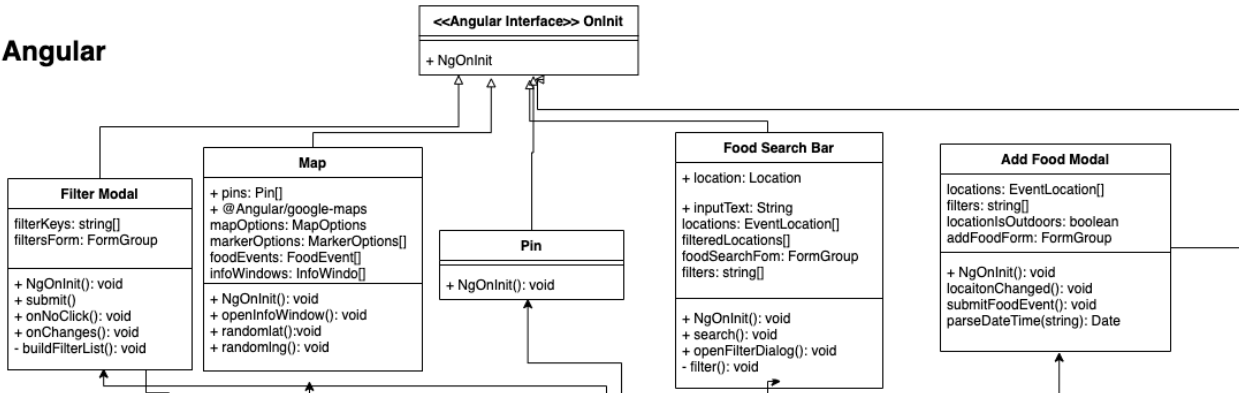 <<Angular Interface>> OnInit
+ NgOnInit
Angular
Filter Modal
filterKeys: string[]
filtersForm: FormGroup
+ NgOnInit(): void
+ submit()
+ onNoClick(): void
+ onChanges(): void
- buildFilterList(): void
Map
+ pins: Pin[]
+ @Angular/google-maps
mapOptions: MapOptions
markerOptions: MarkerOptions[]
foodEvents: FoodEvent[]
infoWindows: InfoWindo[]
+ NgOnInit(): void
+ openInfoWindow(): void
+ randomlat():void
+ randomlng(): void
Pin
+ NgOnInit(): void
Food Search Bar
+ location: Location
+ inputText: String
locations: EventLocation[]
filteredLocations[]
foodSearchFom: FormGroup
filters: string[]
+ NgOnInit(): void
+ search(): void
+ openFilterDialog(): void
- filter(): void
Add Food Modal
locations: EventLocation[]
filters: string[]
locationIsOutdoors: boolean
addFoodForm: FormGroup
+ NgOnInit(): void
locaitonChanged(): void
submitFoodEvent(): void
parseDateTime(string): Date